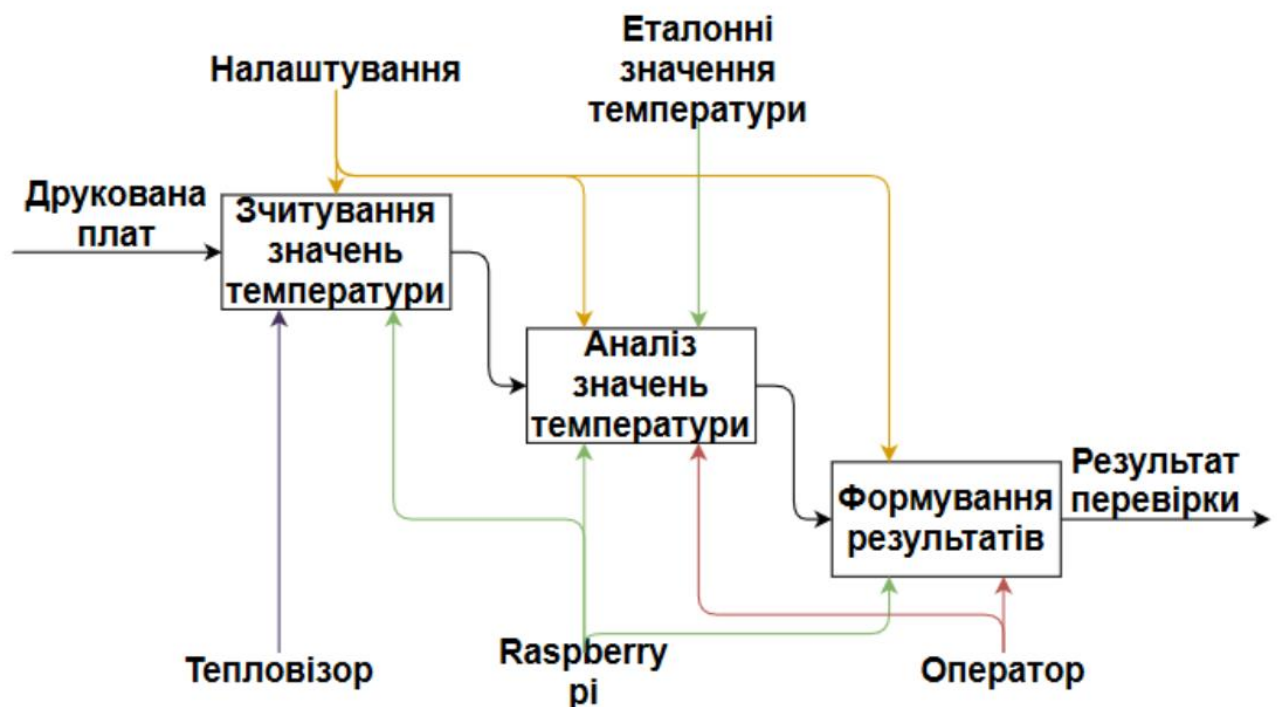 Налаштування
Еталонні
значення
температури
Друкована
плат
Зчитування
значень
температури
Аналіз
значень
температури
Формування
результатів
Результат
перевірки
Тепловізор
Raspberry
pi
Оператор